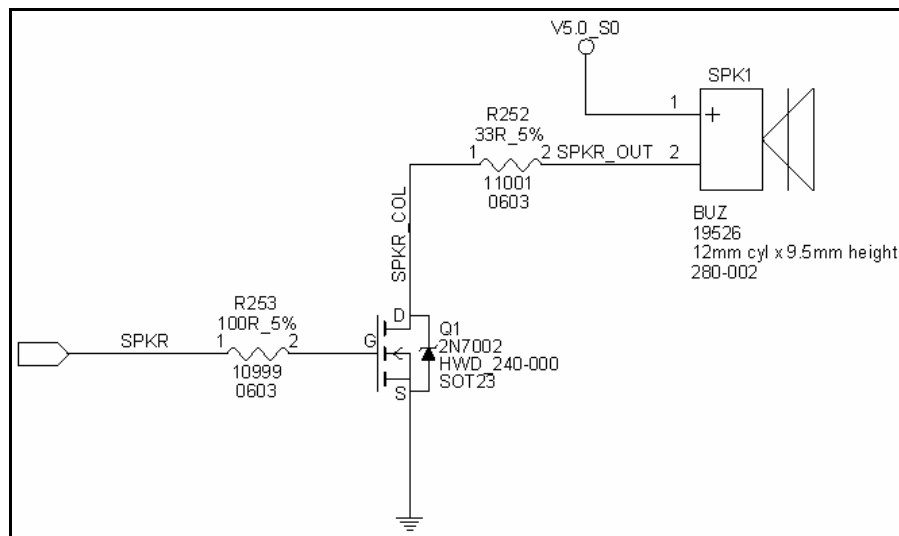 V5.0_S0
SPK1
1
+
2
BUZ
19526
12mm cyl x 9.5mm height
280-002
R252
33R_5%
1
2
SPKR_OUT
11001
0603
SPKR_COL
R253
100R_5%
SPKR
1
2
10999
0603
D
G
S
Q1
2N7002
HWD_240-000
SOT23